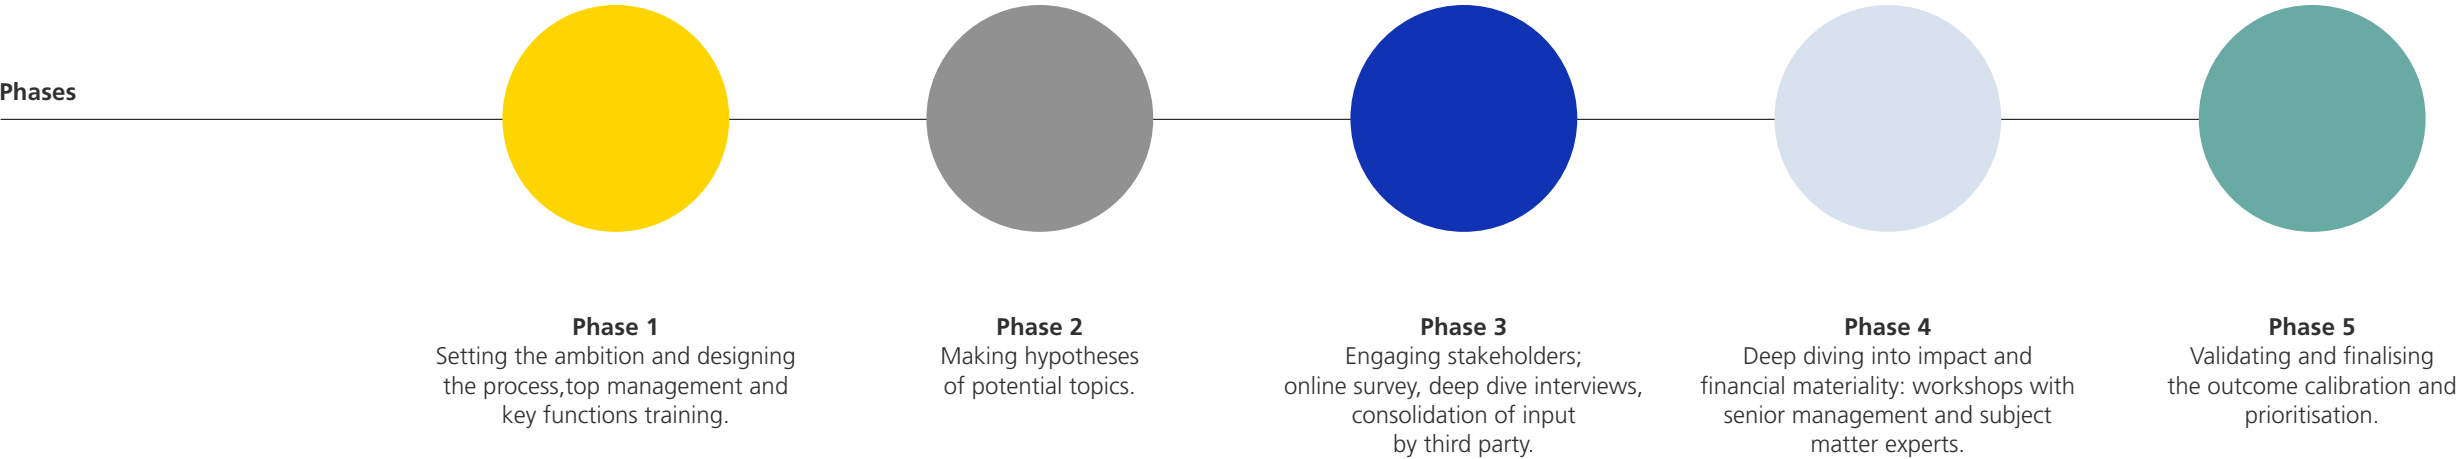 Phases
Phase 1
Setting the ambition and designing
the process,top management and
key functions training.
Phase 2
Making hypotheses
of potential topics.
Phase 3
Engaging stakeholders;
online survey, deep dive interviews,
consolidation of input
by third party.
Phase 4
Deep diving into impact and
financial materiality: workshops with
senior management and subject
matter experts.
Phase 5
Validating and finalising
the outcome calibration and
prioritisation.